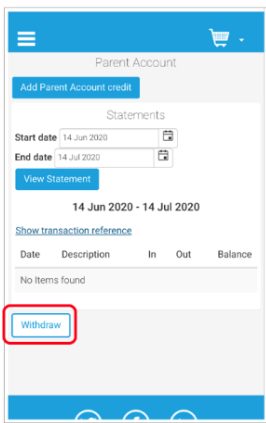 Parent Account
Add Parent Account credit
Statements
Start date 14 Jun 2020
End date 14 Jul 2020
View Statement
14 Jun 2020 - 14 Jul 2020
Show transaction reference
Date Description In Out Balance
No Items found
Withdraw